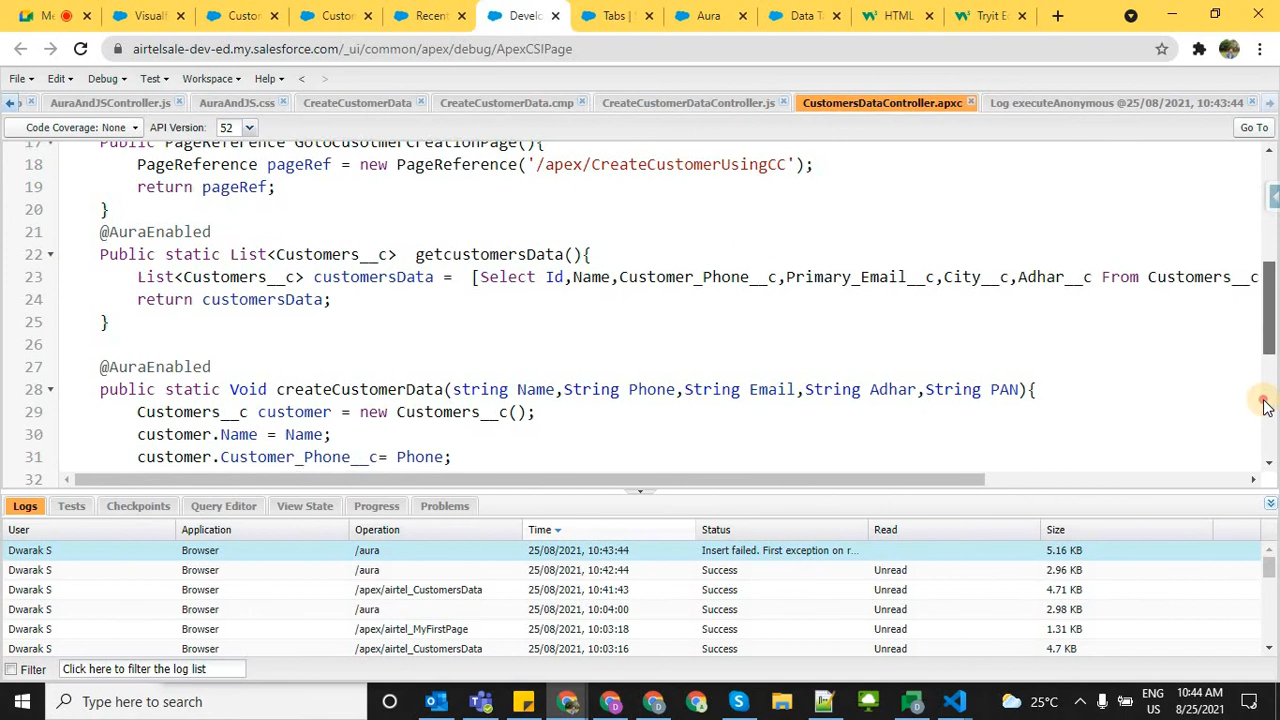 Me
Visualf
Custom
Custom
Recent
Develo
Tabs | S
Aura
Data Ta
HTML
Tryit Ec
airtelsale-dev-ed.my.salesforce.com/_ui/common/apex/debug/ApexCSIPage
File Edit Debug Test Workspace Help < >
AuraAndJSController.js AuraAndJS.css CreateCustomerData CreateCustomerData.cmp CreateCustomerDataController.js CustomersDataController.apxc Log executeAnonymous @25/08/2021, 10:43:44
Code Coverage: None API Version: 52 Go To
17 Public PageReference GotoCusotmerCreationPage(){
18 PageReference pageRef = new PageReference('/apex/CreateCustomerUsingCC');
19 return pageRef;
20 }
21 @AuraEnabled
22 Public static List<Customers__c> getcustomersData(){
23 List<Customers__c> customersData = [Select Id,Name,Customer_Phone__c,Primary_Email__c,City__c,Adhar__c From Customers__c
24 return customersData;
25 }
26
27 @AuraEnabled
28 public static Void createCustomerData(string Name,String Phone,String Email,String Adhar,String PAN){
29 Customers__c customer = new Customers__c();
30 customer.Name = Name;
31 customer.Customer_Phone__c= Phone;
32
Logs Tests Checkpoints Query Editor View State Progress Problems
User Application Operation Time Status Read Size
Dwarak S Browser /aura 25/08/2021, 10:43:44 Insert failed. First exception on r... 5.16 KB
Dwarak S Browser /aura 25/08/2021, 10:42:44 Success Unread 2.96 KB
Dwarak S Browser /apex/airtel_CustomersData 25/08/2021, 10:41:43 Success Unread 4.71 KB
Dwarak S Browser /aura 25/08/2021, 10:04:00 Success Unread 2.98 KB
Dwarak S Browser /apex/airtel_MyFirstPage 25/08/2021, 10:03:18 Success Unread 1.31 KB
Dwarak S Browser /apex/airtel_CustomersData 25/08/2021, 10:03:16 Success Unread 4.7 KB
Filter Click here to filter the log list
Type here to search
25°C
ENG
US
10:44 AM
8/25/2021